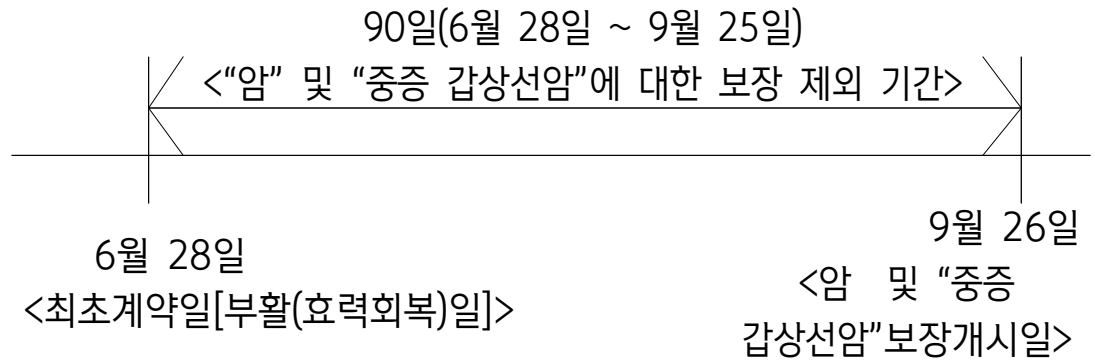 90일(6월 28일 ~ 9월 25일)
<“암” 및 “중증 갑상선암”에 대한 보장 제외 기간>
6월 28일
<최초계약일[부활(효력회복)일]>
9월 26일
<암 및 “중증
갑상선암”보장개시일>